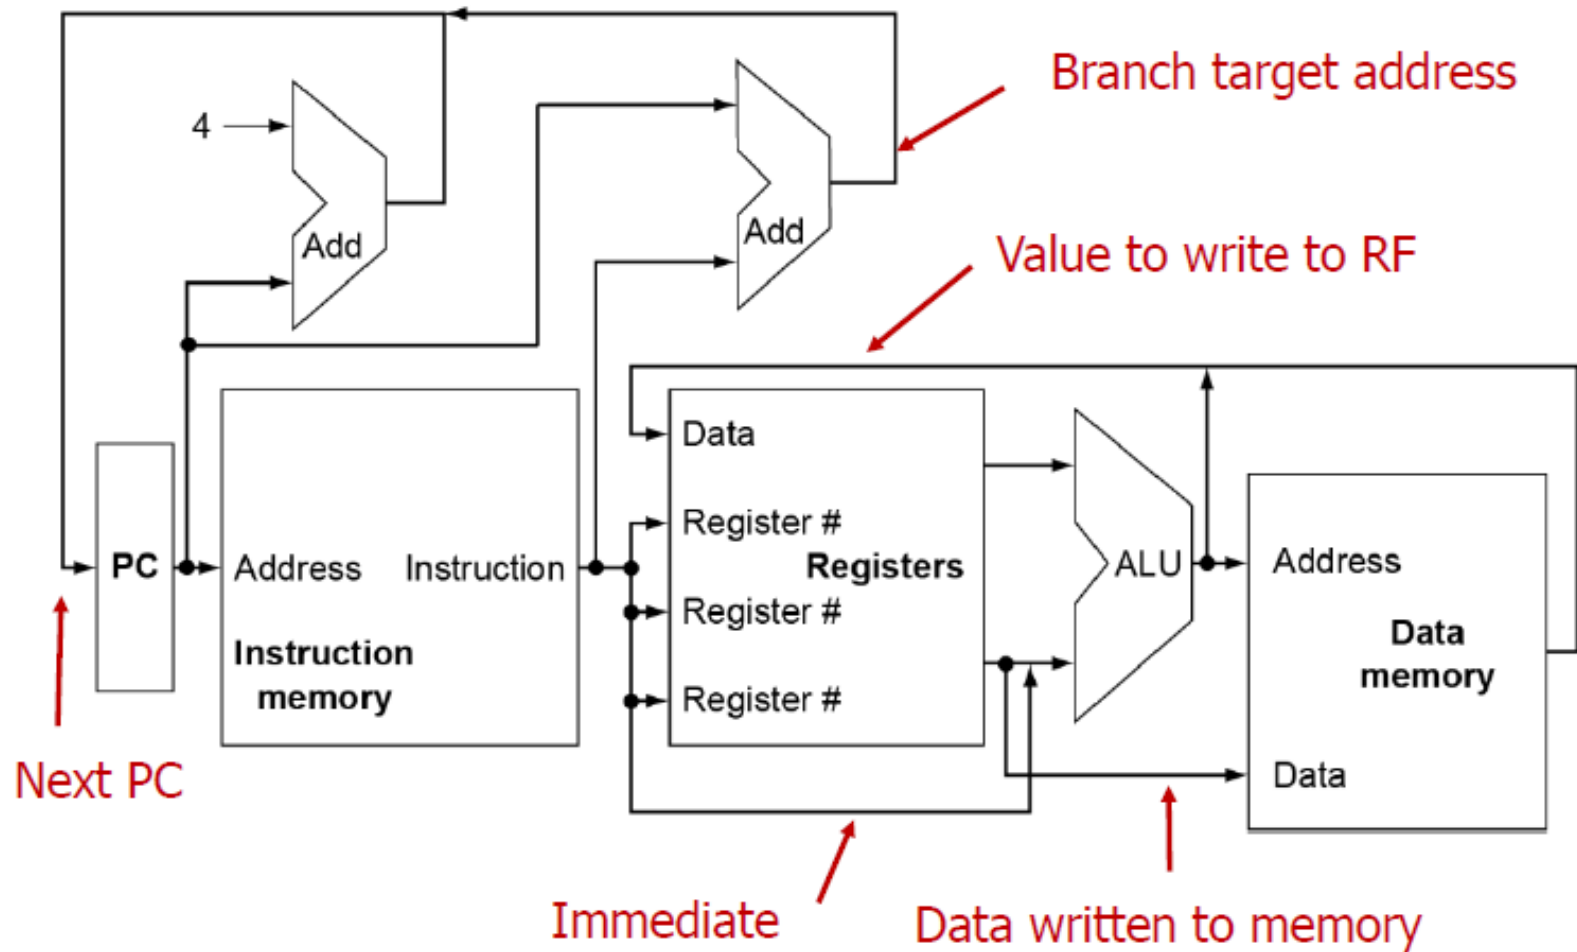 Branch target address
4
Add
Add
Value to write to RF
Data
Register #
PC
Address
Instruction
Registers
ALU
Address
Register #
Instruction
memory
Data
memory
Register #
Data
Next PC
Immediate
Data written to memory